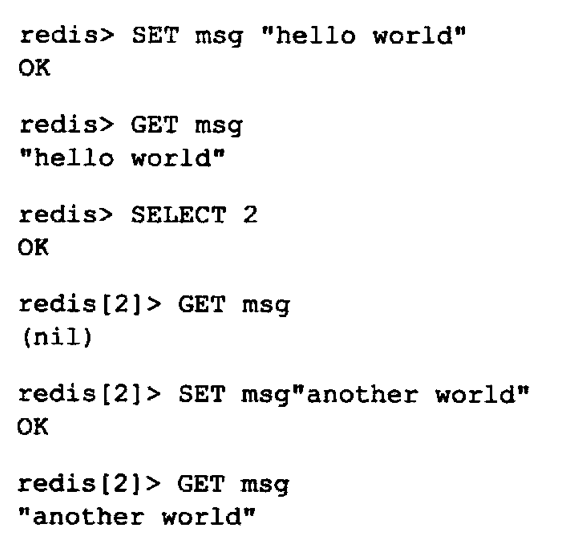 redis> SET msg "hello world"
OK
redis> GET msg
"hello world"
redis> SELECT 2
OK
redis[2]> GET msg
(nil)
redis[2]> SET msg"another world"
OK
redis[2]> GET msg
"another world"